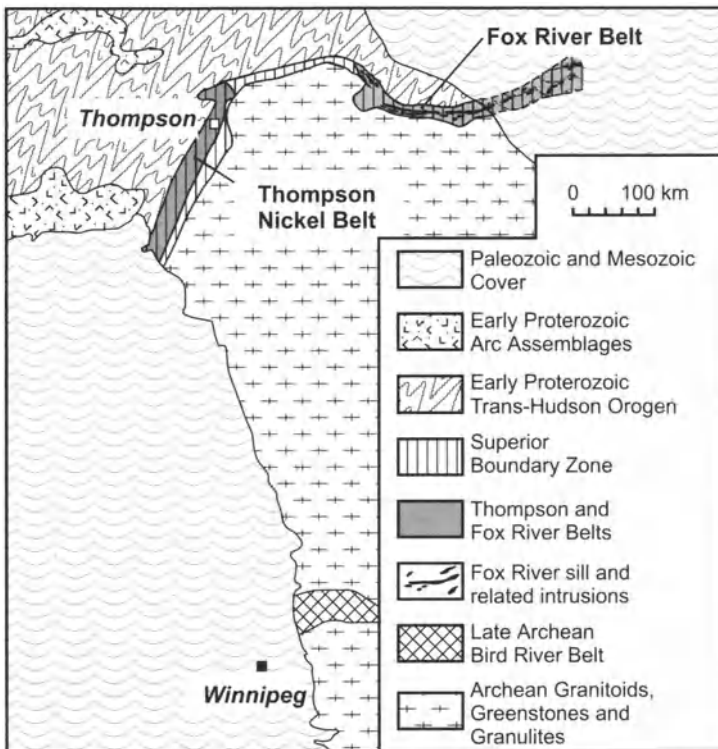 Fox River Belt
Thompson
Thompson
Nickel Belt
0 100 km
Paleozoic and Mesozoic
Cover
Early Proterozoic
Arc Assemblages
Early Proterozoic
Trans-Hudson Orogen
Superior
Boundary Zone
Thompson and
Fox River Belts
Fox River sill and
related intrusions
Late Archean
Bird River Belt
Winnipeg
Archean Granitoids,
Greenstones and
Granulites